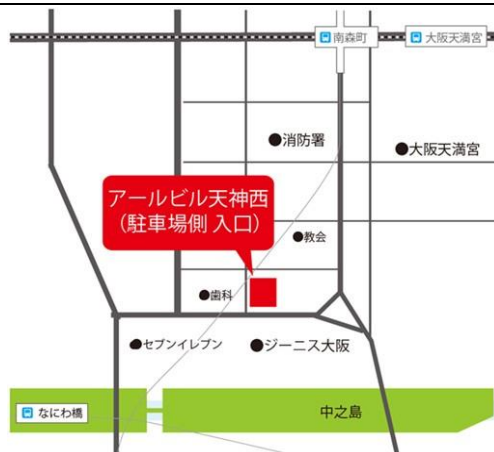 南森町
大阪天満宮
●消防署
●大阪天満宮
アールビル天神西
（駐車場側 入口）
●教会
●歯科
●セブンイレブン
●ジーニス大阪
なにわ橋
中之島